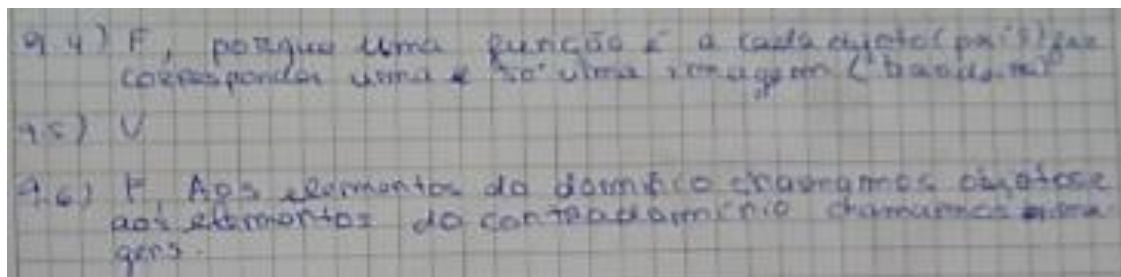 9.4) F, porque uma função é a cada objeto (país) faz
corresponder uma e só uma imagem (bandeira)
9.5) V
9.6) F, Aos elementos do domínio chamamos objetos e
aos elementos do contradomínio chamamos ima-
gens.